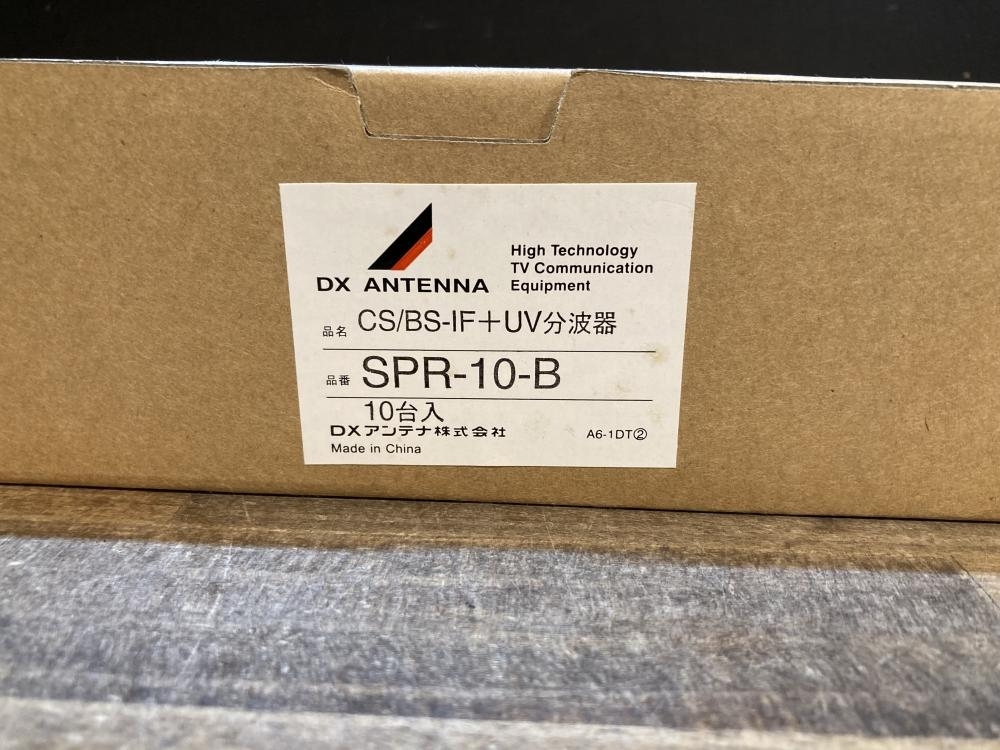 DX ANTENNA
High Technology
TV Communication
Equipment
品名 CS/BS-IF+UV分波器
品番 SPR-10-B
10台入
DXアンテナ株式会社 A6-1DT②
Made in China